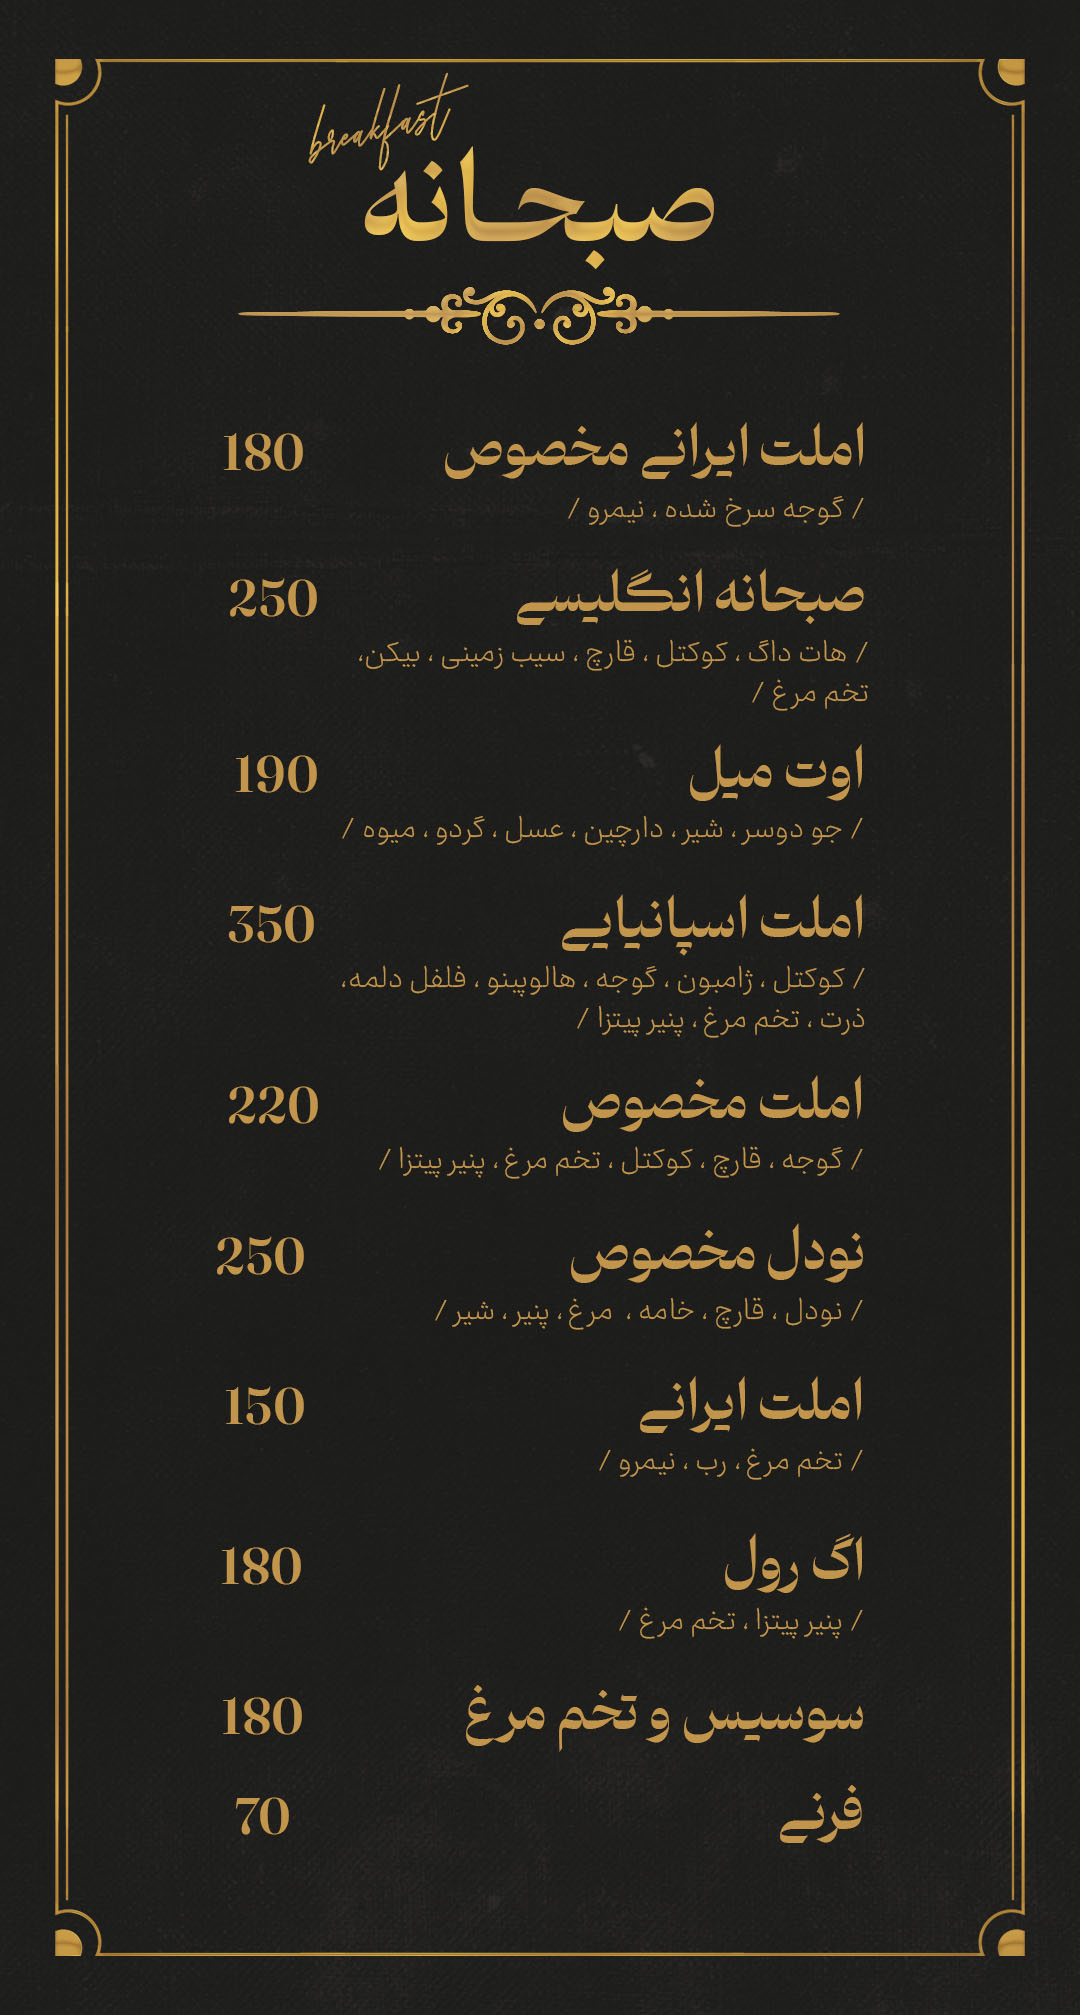 breakfast
صبحانه
املت ایرانی مخصوص 180
/ گوجه سرخ شده ، نیمرو /
صبحانه انگلیسی 250
/ هات داگ ، کوکتل ، قارچ ، سیب زمینی ، بیکن،
تخم مرغ /
اوت میل 190
/ جو دوسر ، شیر ، دارچین ، عسل ، گردو ، میوه /
املت اسپانیایی 350
/ کوکتل ، ژامبون ، گوجه ، هالوپینو ، فلفل دلمه،
ذرت ، تخم مرغ ، پنیر پیتزا /
املت مخصوص 220
/ گوجه ، قارچ ، کوکتل ، تخم مرغ ، پنیر پیتزا /
نودل مخصوص 250
/ نودل ، قارچ ، خامه ، مرغ ، پنیر ، شیر /
املت ایرانی 150
/ تخم مرغ ، رب ، نیمرو /
اگ رول 180
/ پنیر پیتزا ، تخم مرغ /
سوسیس و تخم مرغ 180
فرنی 70